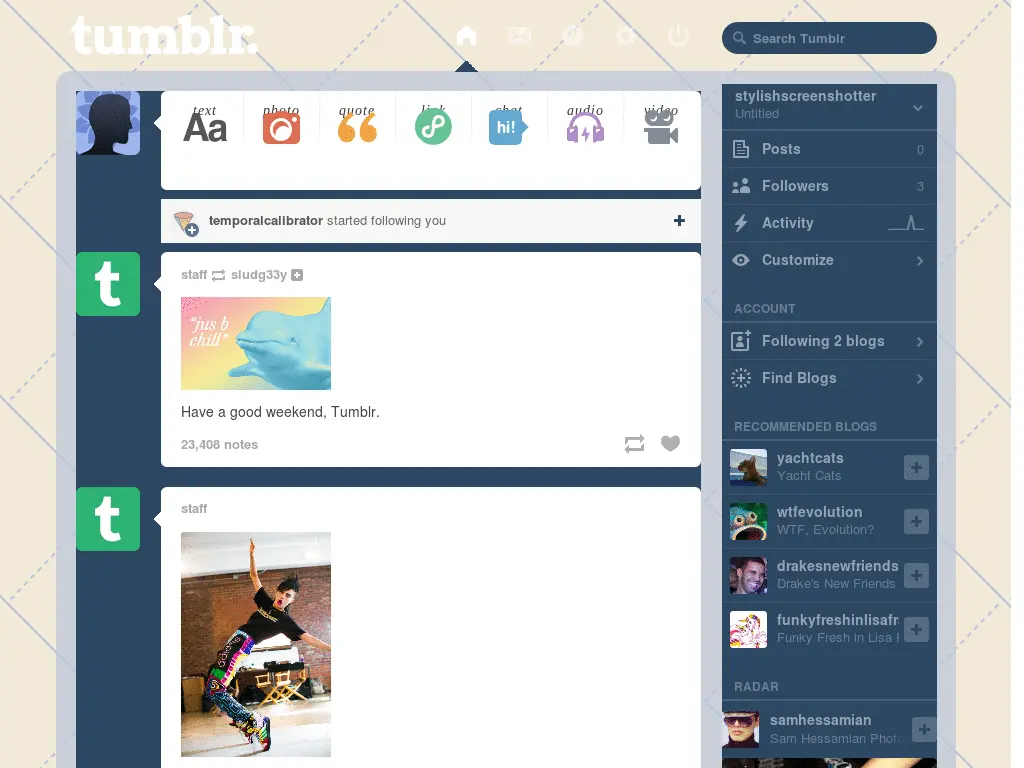 tumblr.
Search Tumblr
text photo quote link chat audio video
Aa hi!
temporalcalibrator started following you
staff sludg33y
"jus b
chill"
Have a good weekend, Tumblr.
23,408 notes
staff
stylishscreenshotter
Untitled
Posts 0
Followers 3
Activity
Customize
ACCOUNT
Following 2 blogs
Find Blogs
RECOMMENDED BLOGS
yachtcats
Yacht Cats
wtfevolution
WTF, Evolution?
drakesnewfriends
Drake's New Friends
funkyfreshinlisafr
Funky Fresh in Lisa
RADAR
samhessamian
Sam Hessamian Photo